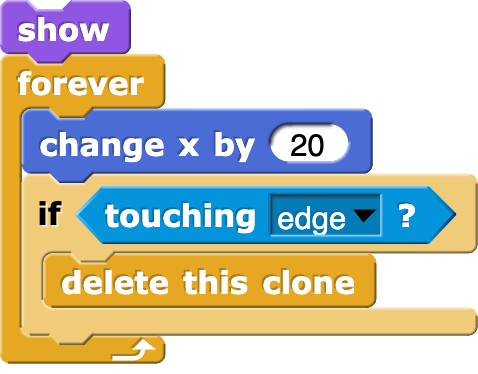 show
forever
change x by 20
if touching edge ?
delete this clone